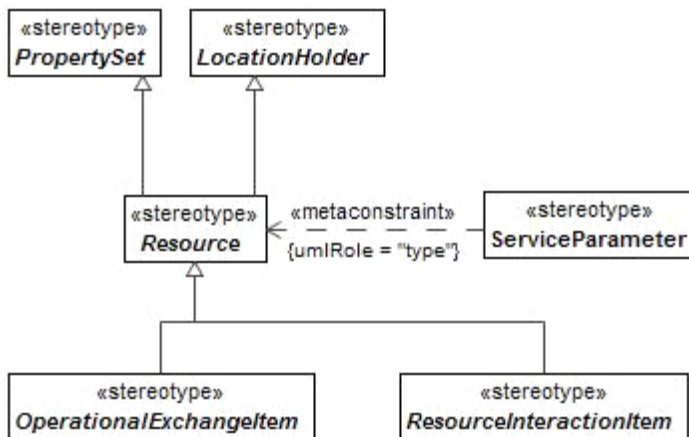 «stereotype»
PropertySet
«stereotype»
LocationHolder
«stereotype»
Resource
«metaconstraint»
{umlRole = "type"}
«stereotype»
ServiceParameter
«stereotype»
OperationalExchangeItem
«stereotype»
ResourceInteractionItem